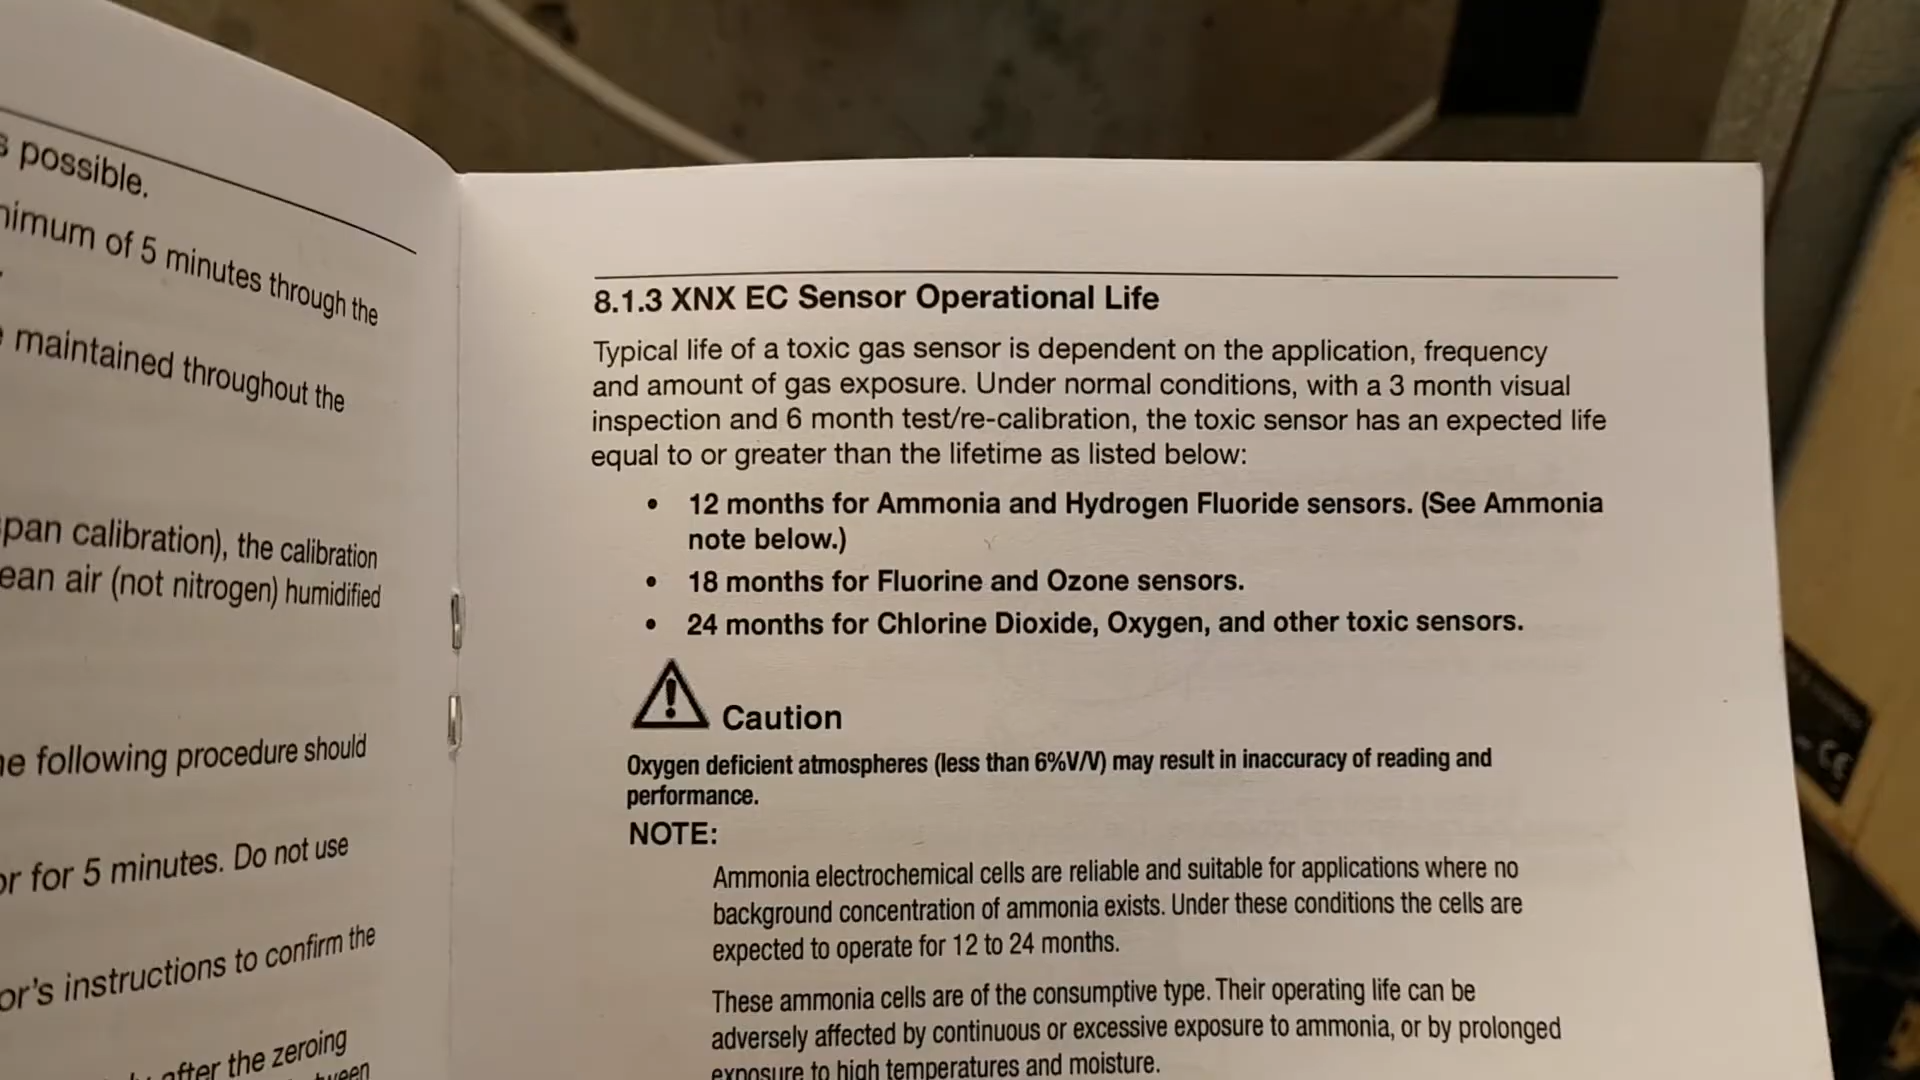 possible.
of 5 minutes through the
maintained throughout the
calibration), the calibration
air (not nitrogen) humidified
following procedure should
for 5 minutes. Do not use
instructions to confirm the
after the zeroing
8.1.3 XNX EC Sensor Operational Life
Typical life of a toxic gas sensor is dependent on the application, frequency
and amount of gas exposure. Under normal conditions, with a 3 month visual
inspection and 6 month test/re-calibration, the toxic sensor has an expected life
equal to or greater than the lifetime as listed below:
• 12 months for Ammonia and Hydrogen Fluoride sensors. (See Ammonia
note below.)
• 18 months for Fluorine and Ozone sensors.
• 24 months for Chlorine Dioxide, Oxygen, and other toxic sensors.
Caution
Oxygen deficient atmospheres (less than 6%V/V) may result in inaccuracy of reading and
performance.
NOTE:
Ammonia electrochemical cells are reliable and suitable for applications where no
background concentration of ammonia exists. Under these conditions the cells are
expected to operate for 12 to 24 months.
These ammonia cells are of the consumptive type. Their operating life can be
adversely affected by continuous or excessive exposure to ammonia, or by prolonged
exposure to high temperatures and moisture.
CE